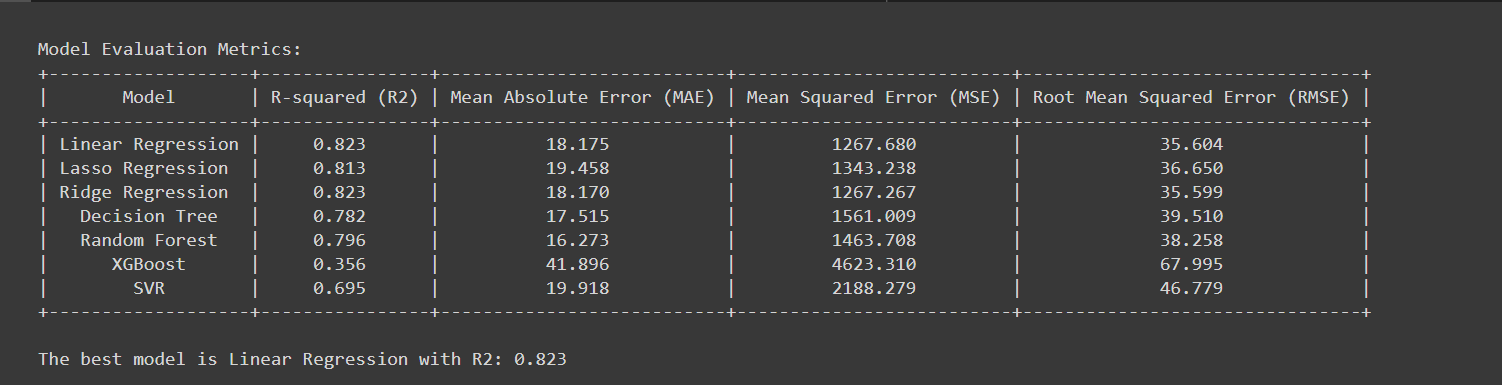 Model Evaluation Metrics:
+-------------------+----------------+---------------------------+--------------------------+--------------------------------+
|       Model       | R-squared (R2) | Mean Absolute Error (MAE) | Mean Squared Error (MSE) | Root Mean Squared Error (RMSE) |
+-------------------+----------------+---------------------------+--------------------------+--------------------------------+
| Linear Regression |     0.823      |          18.175           |         1267.680         |             35.604             |
| Lasso Regression  |     0.813      |          19.458           |         1343.238         |             36.650             |
| Ridge Regression  |     0.823      |          18.170           |         1267.267         |             35.599             |
|   Decision Tree   |     0.782      |          17.515           |         1561.009         |             39.510             |
|   Random Forest   |     0.796      |          16.273           |         1463.708         |             38.258             |
|      XGBoost      |     0.356      |          41.896           |         4623.310         |             67.995             |
|        SVR        |     0.695      |          19.918           |         2188.279         |             46.779             |
+-------------------+----------------+---------------------------+--------------------------+--------------------------------+
The best model is Linear Regression with R2: 0.823